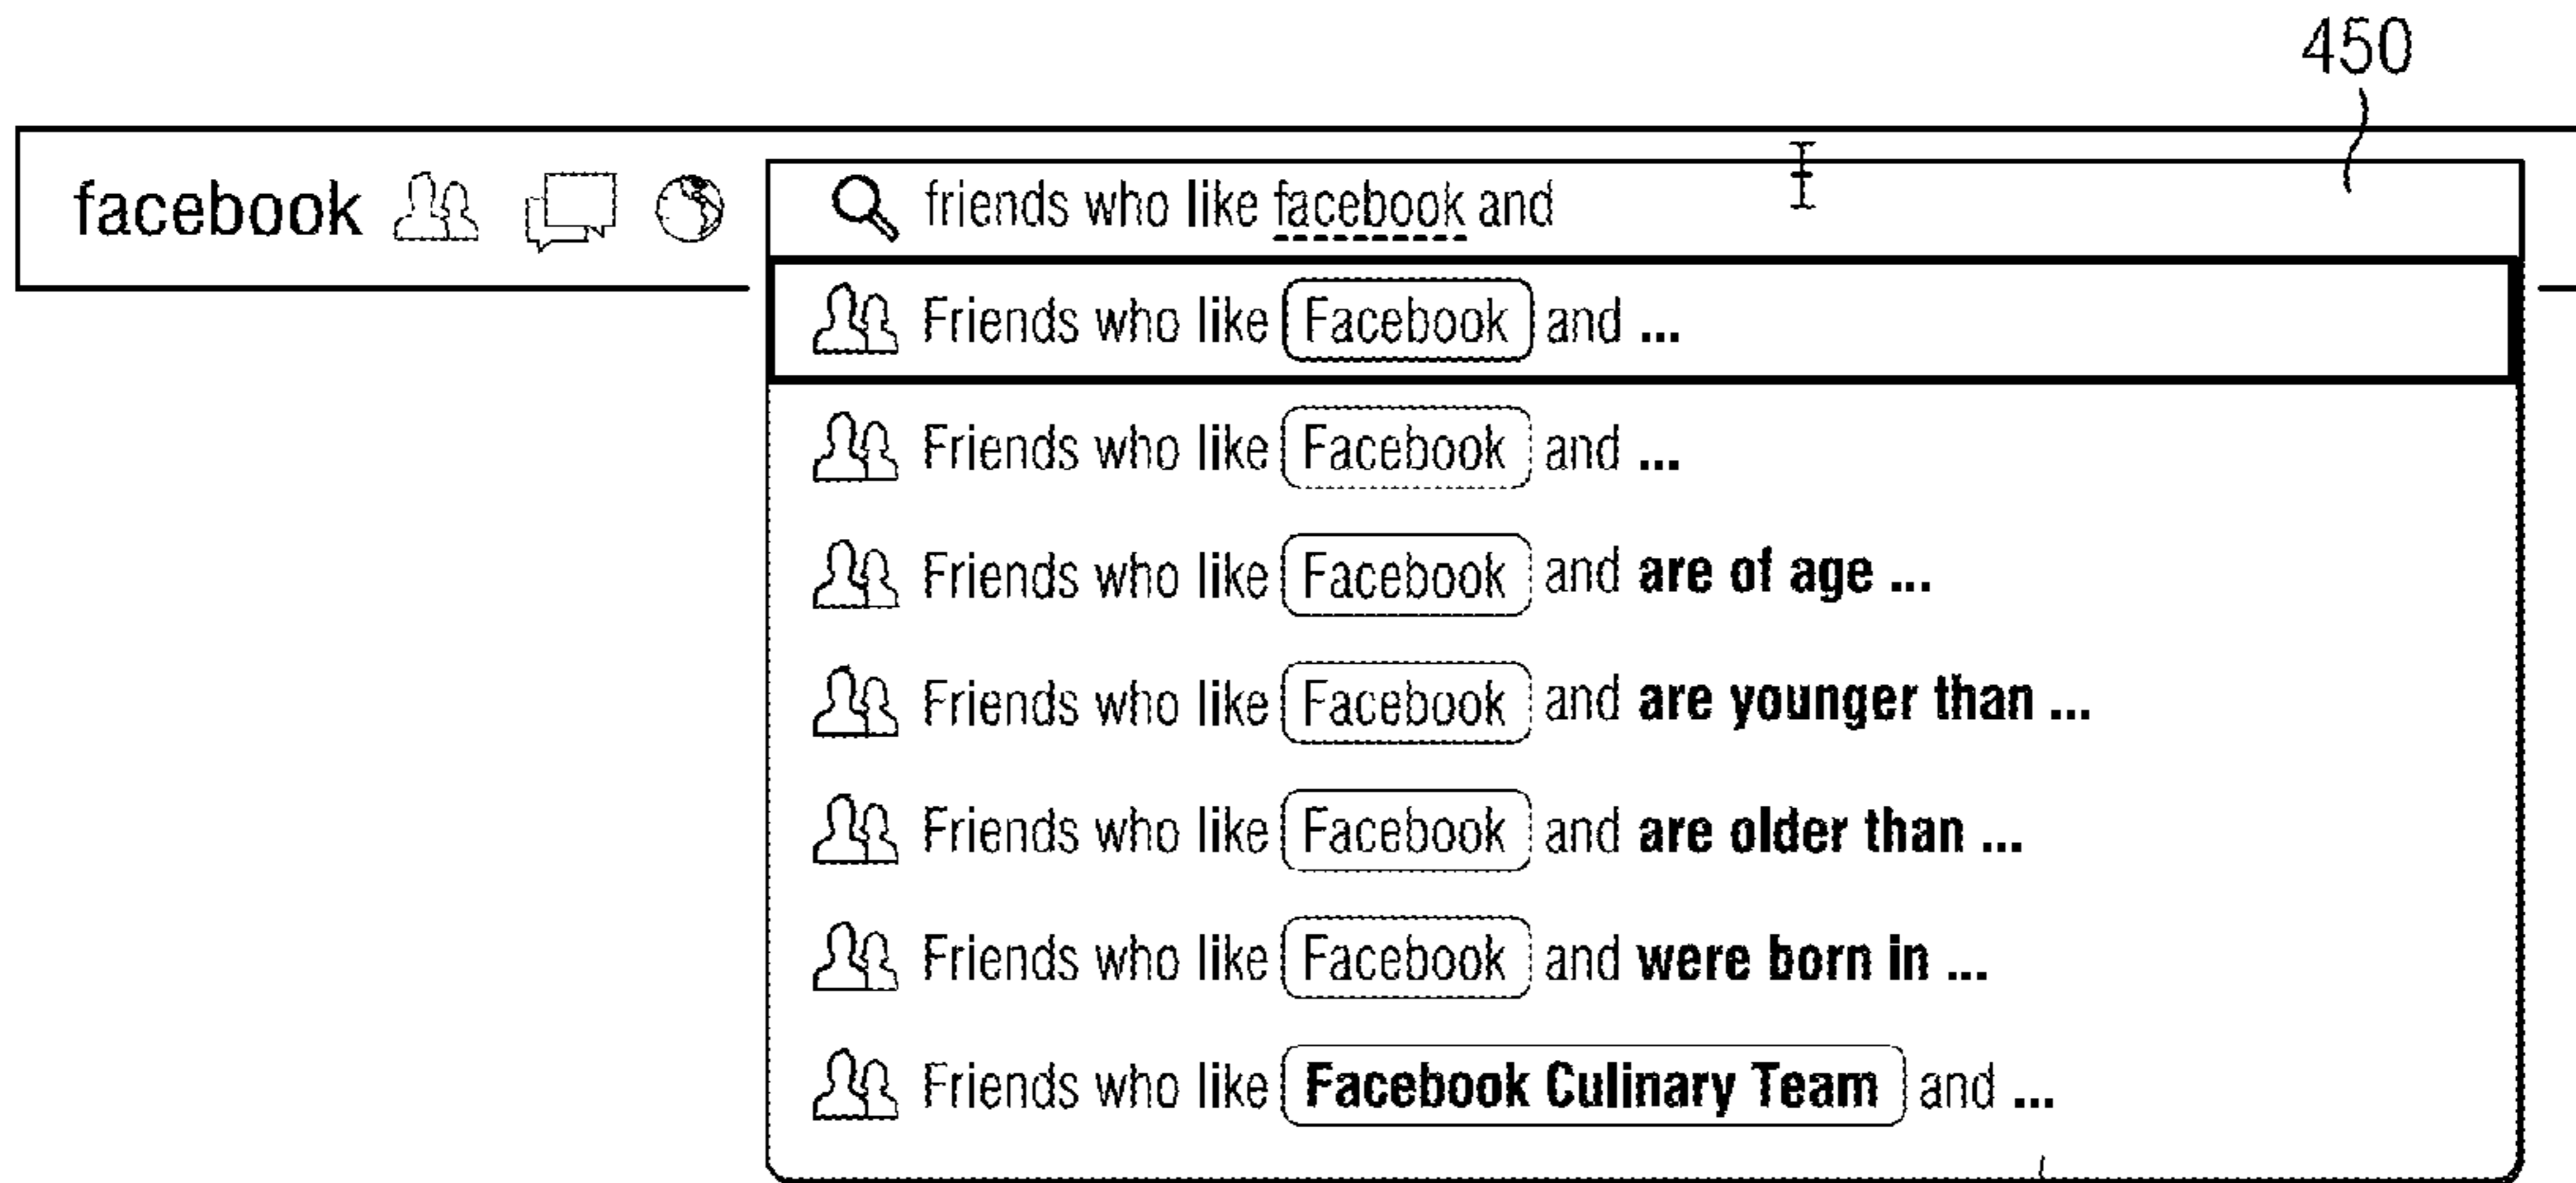 450
facebook friends who like facebook and
Friends who like Facebook and ...
Friends who like Facebook and ...
Friends who like Facebook and are of age ...
Friends who like Facebook and are younger than ...
Friends who like Facebook and are older than ...
Friends who like Facebook and were born in ...
Friends who like Facebook Culinary Team and ...